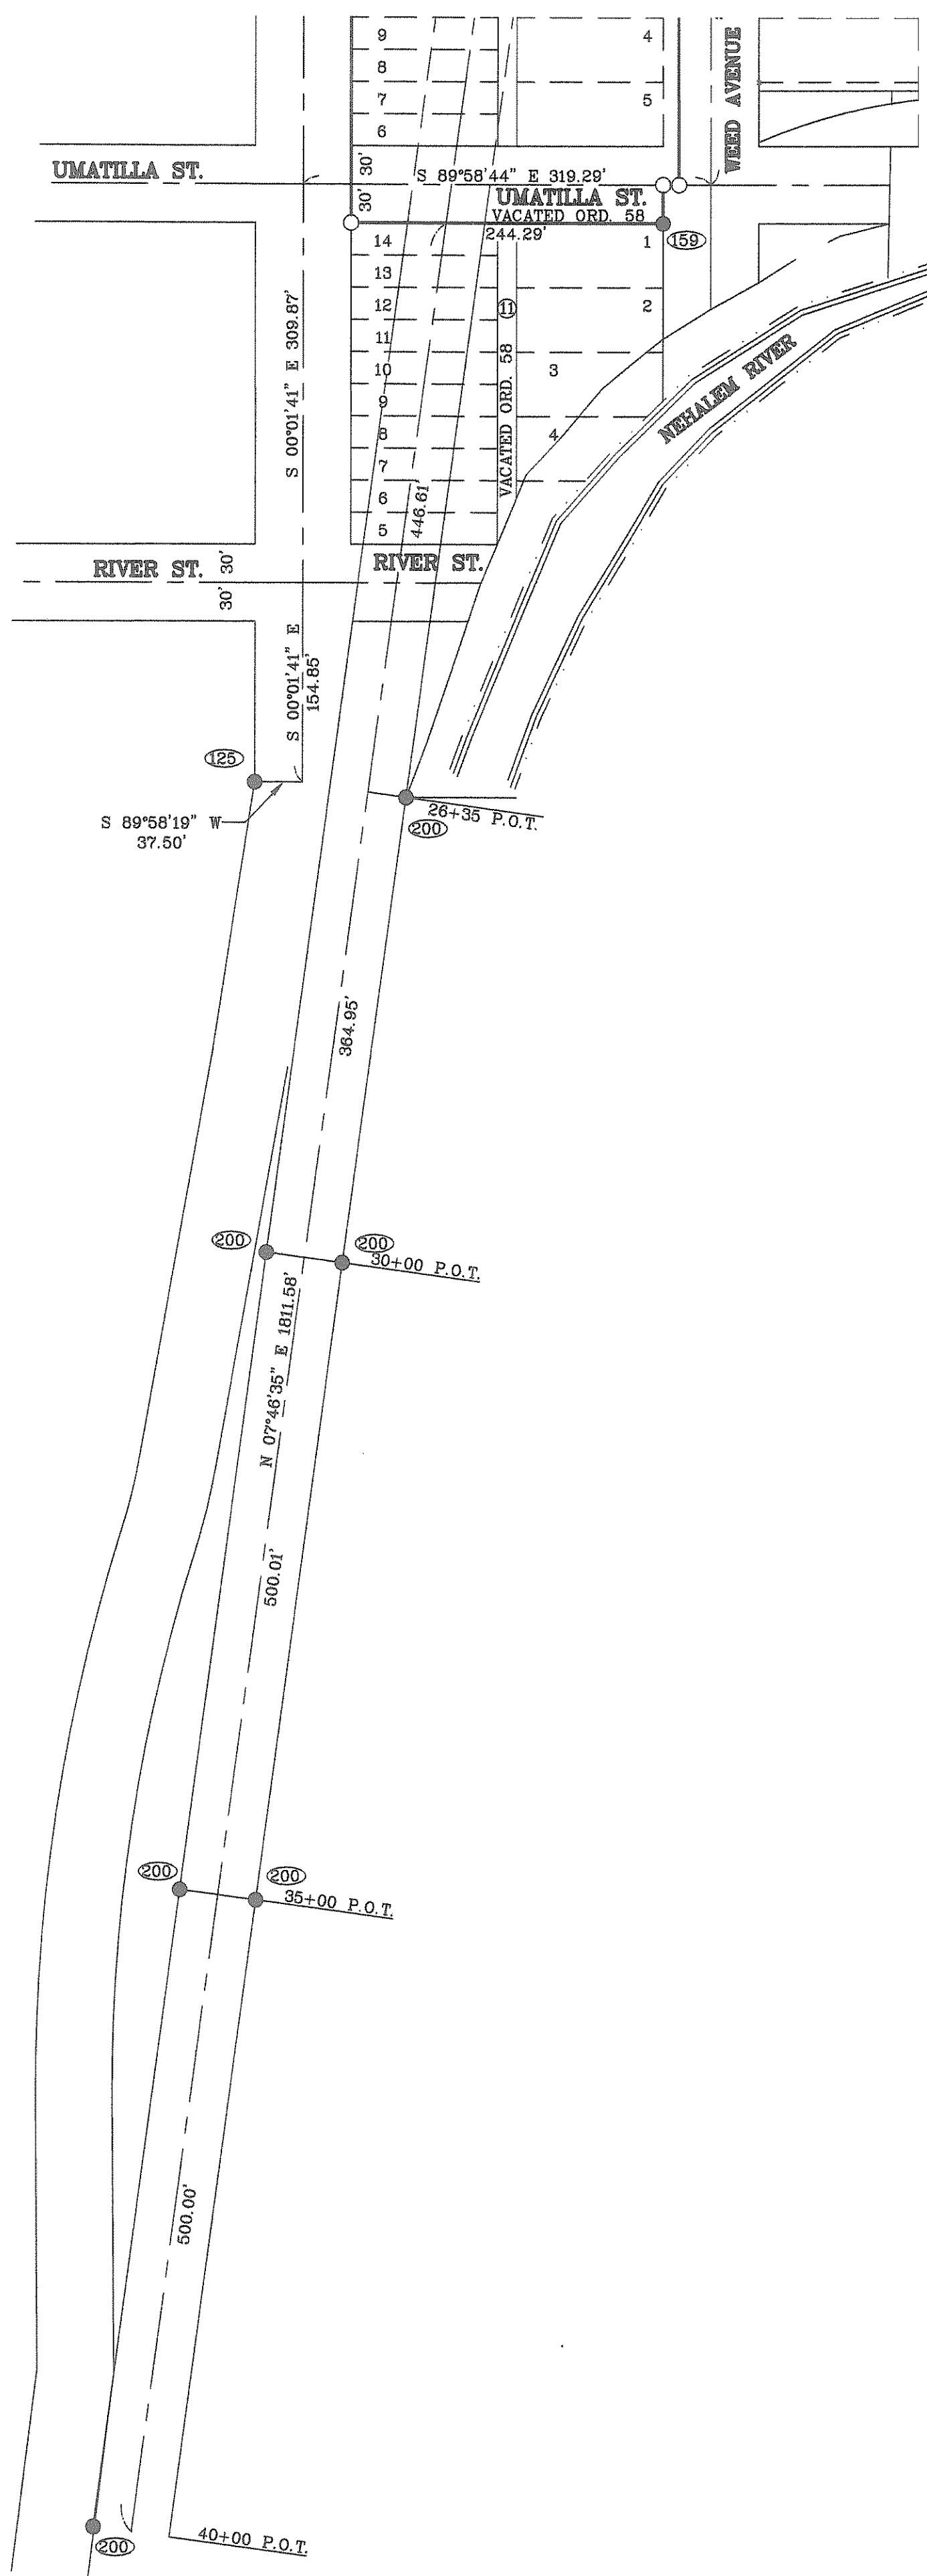 9
8
7
6
4
5
WEED AVENUE
UMATILLA ST.
30'
30'
S 89°58'44" E 319.29'
UMATILLA ST.
VACATED ORD. 58
244.29'
159
14
13
12
11
10
9
8
7
6
5
1
2
3
4
11
VACATED ORD. 58
NEHALEM RIVER
S 00°01'41" E 309.87'
446.61'
RIVER ST.
30'
30'
RIVER ST.
S 00°01'41" E
154.85'
125
S 89°58'19" W
37.50'
26+35 P.O.T.
200
364.95'
200
200
30+00 P.O.T.
N 07°46'35" E 1811.58'
500.01'
200
200
35+00 P.O.T.
500.00'
200
40+00 P.O.T.